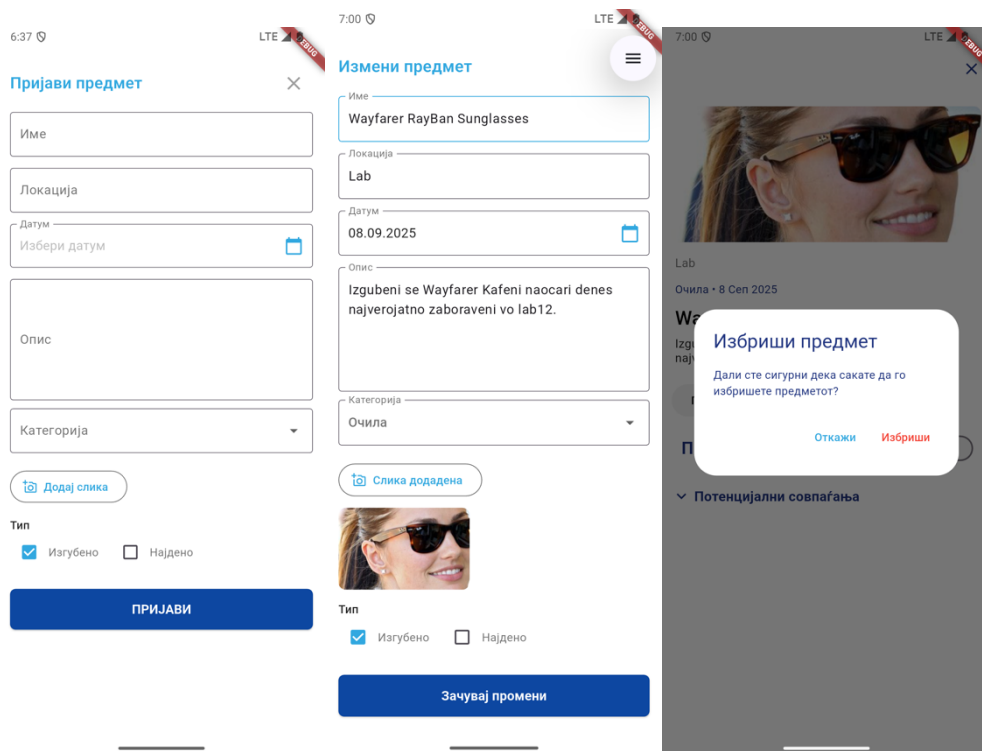 6:37
LTE
DEBUG
Пријави предмет
Име
Локација
Датум
Избери датум
Опис
Категорија
Додај слика
Тип
Изгубено
Најдено
ПРИЈАВИ
7:00
LTE
DEBUG
Измени предмет
Име
Wayfarer RayBan Sunglasses
Локација
Lab
Датум
08.09.2025
Опис
Izgubeni se Wayfarer Kafeni naocari denes
najverojatno zaboraveni vo lab12.
Категорија
Очила
Слика додадена
Тип
Изгубено
Најдено
Зачувај промени
7:00
LTE
DEBUG
Lab
Очила • 8 Сеп 2025
Избриши предмет
Дали сте сигурни дека сакате да го
избришете предметот?
Откажи
Избриши
Потенцијални совпаѓања